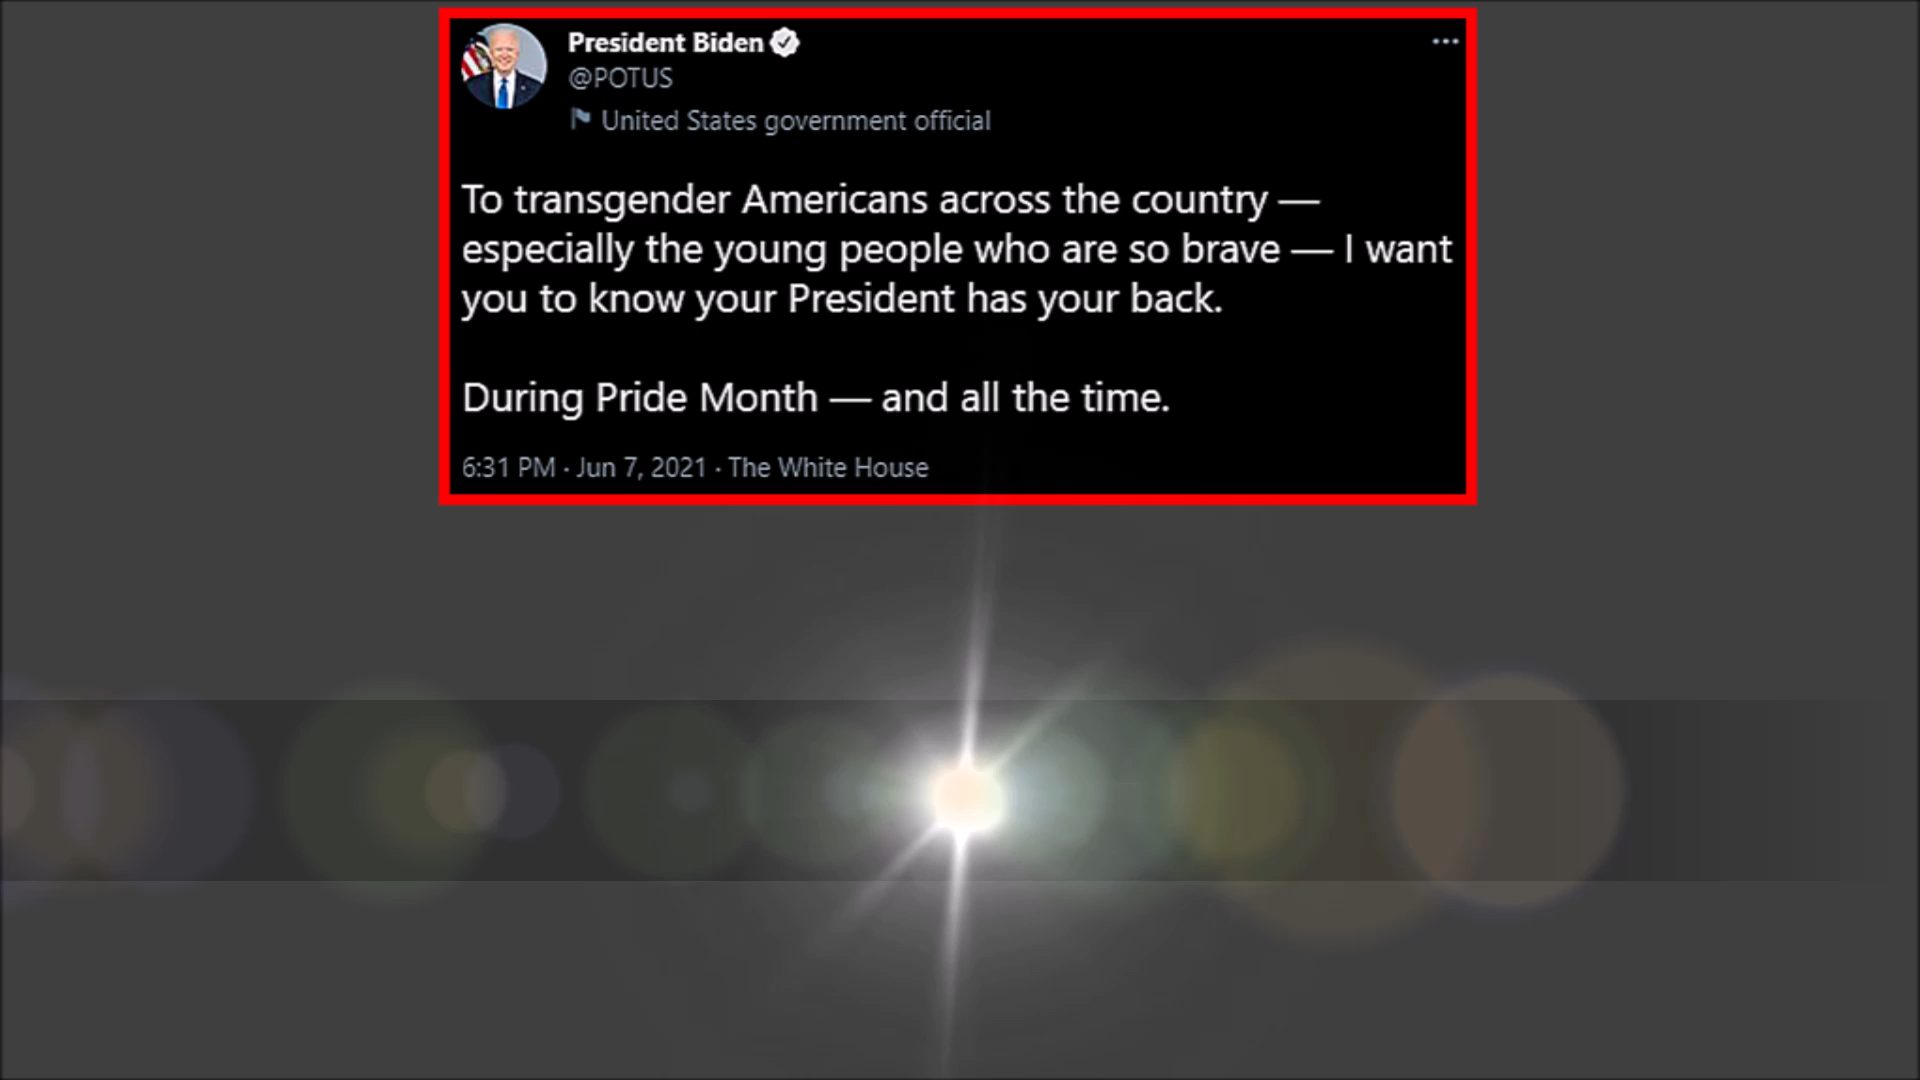 President Biden
@POTUS
United States government official
To transgender Americans across the country —
especially the young people who are so brave — I want
you to know your President has your back.
During Pride Month — and all the time.
6:31 PM · Jun 7, 2021 · The White House